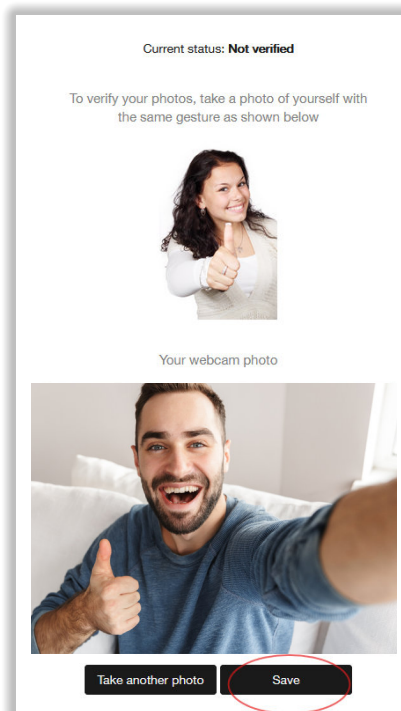 Current status: Not verified
To verify your photos, take a photo of yourself with
the same gesture as shown below
Your webcam photo
Take another photo
Save